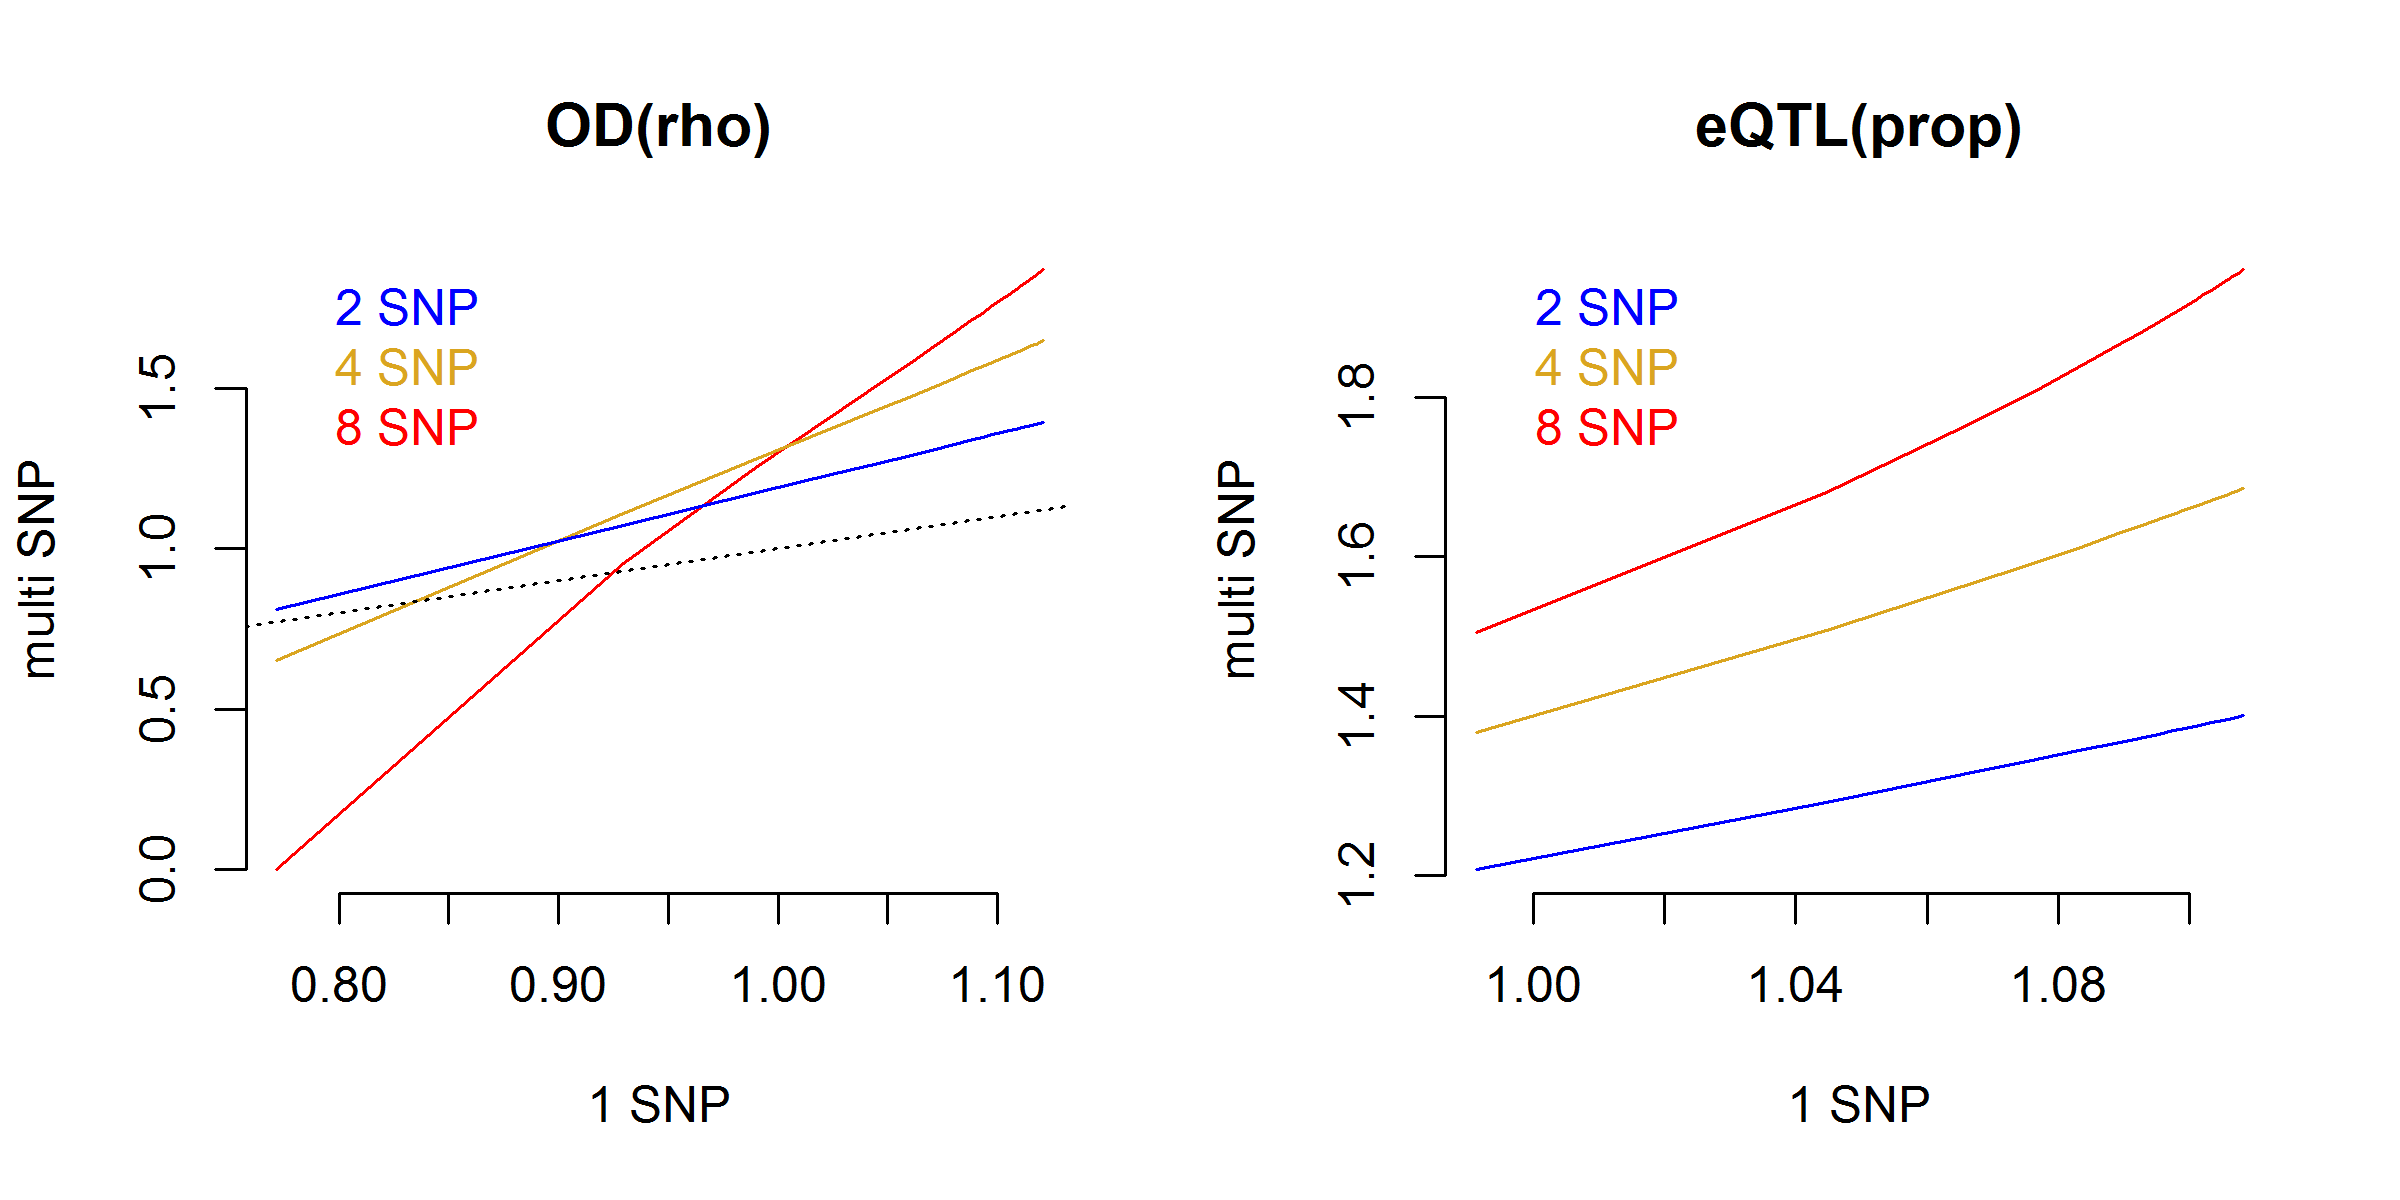 OD(rho)
2 SNP
4 SNP
8 SNP
multi SNP
1.5
1.0
0.5
0.0
0.80 0.90 1.00 1.10
1 SNP
eQTL(prop)
2 SNP
4 SNP
8 SNP
multi SNP
1.8
1.6
1.4
1.2
1.00 1.04 1.08
1 SNP